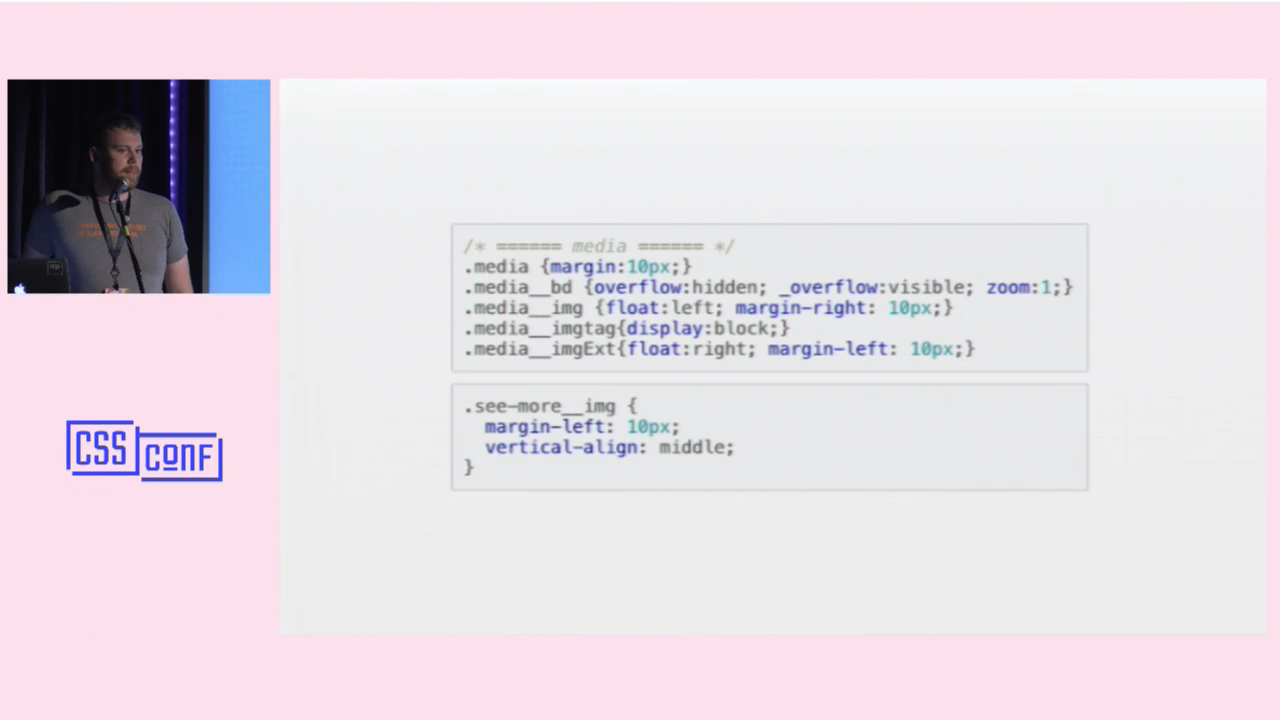 /* ====== media ====== */
.media {margin:10px;}
.media__bd {overflow:hidden; _overflow:visible; zoom:1;}
.media__img {float:left; margin-right: 10px;}
.media__imgtag{display:block;}
.media__imgExt{float:right; margin-left: 10px;}
.see-more__img {
  margin-left: 10px;
  vertical-align: middle;
}
CSS
conf